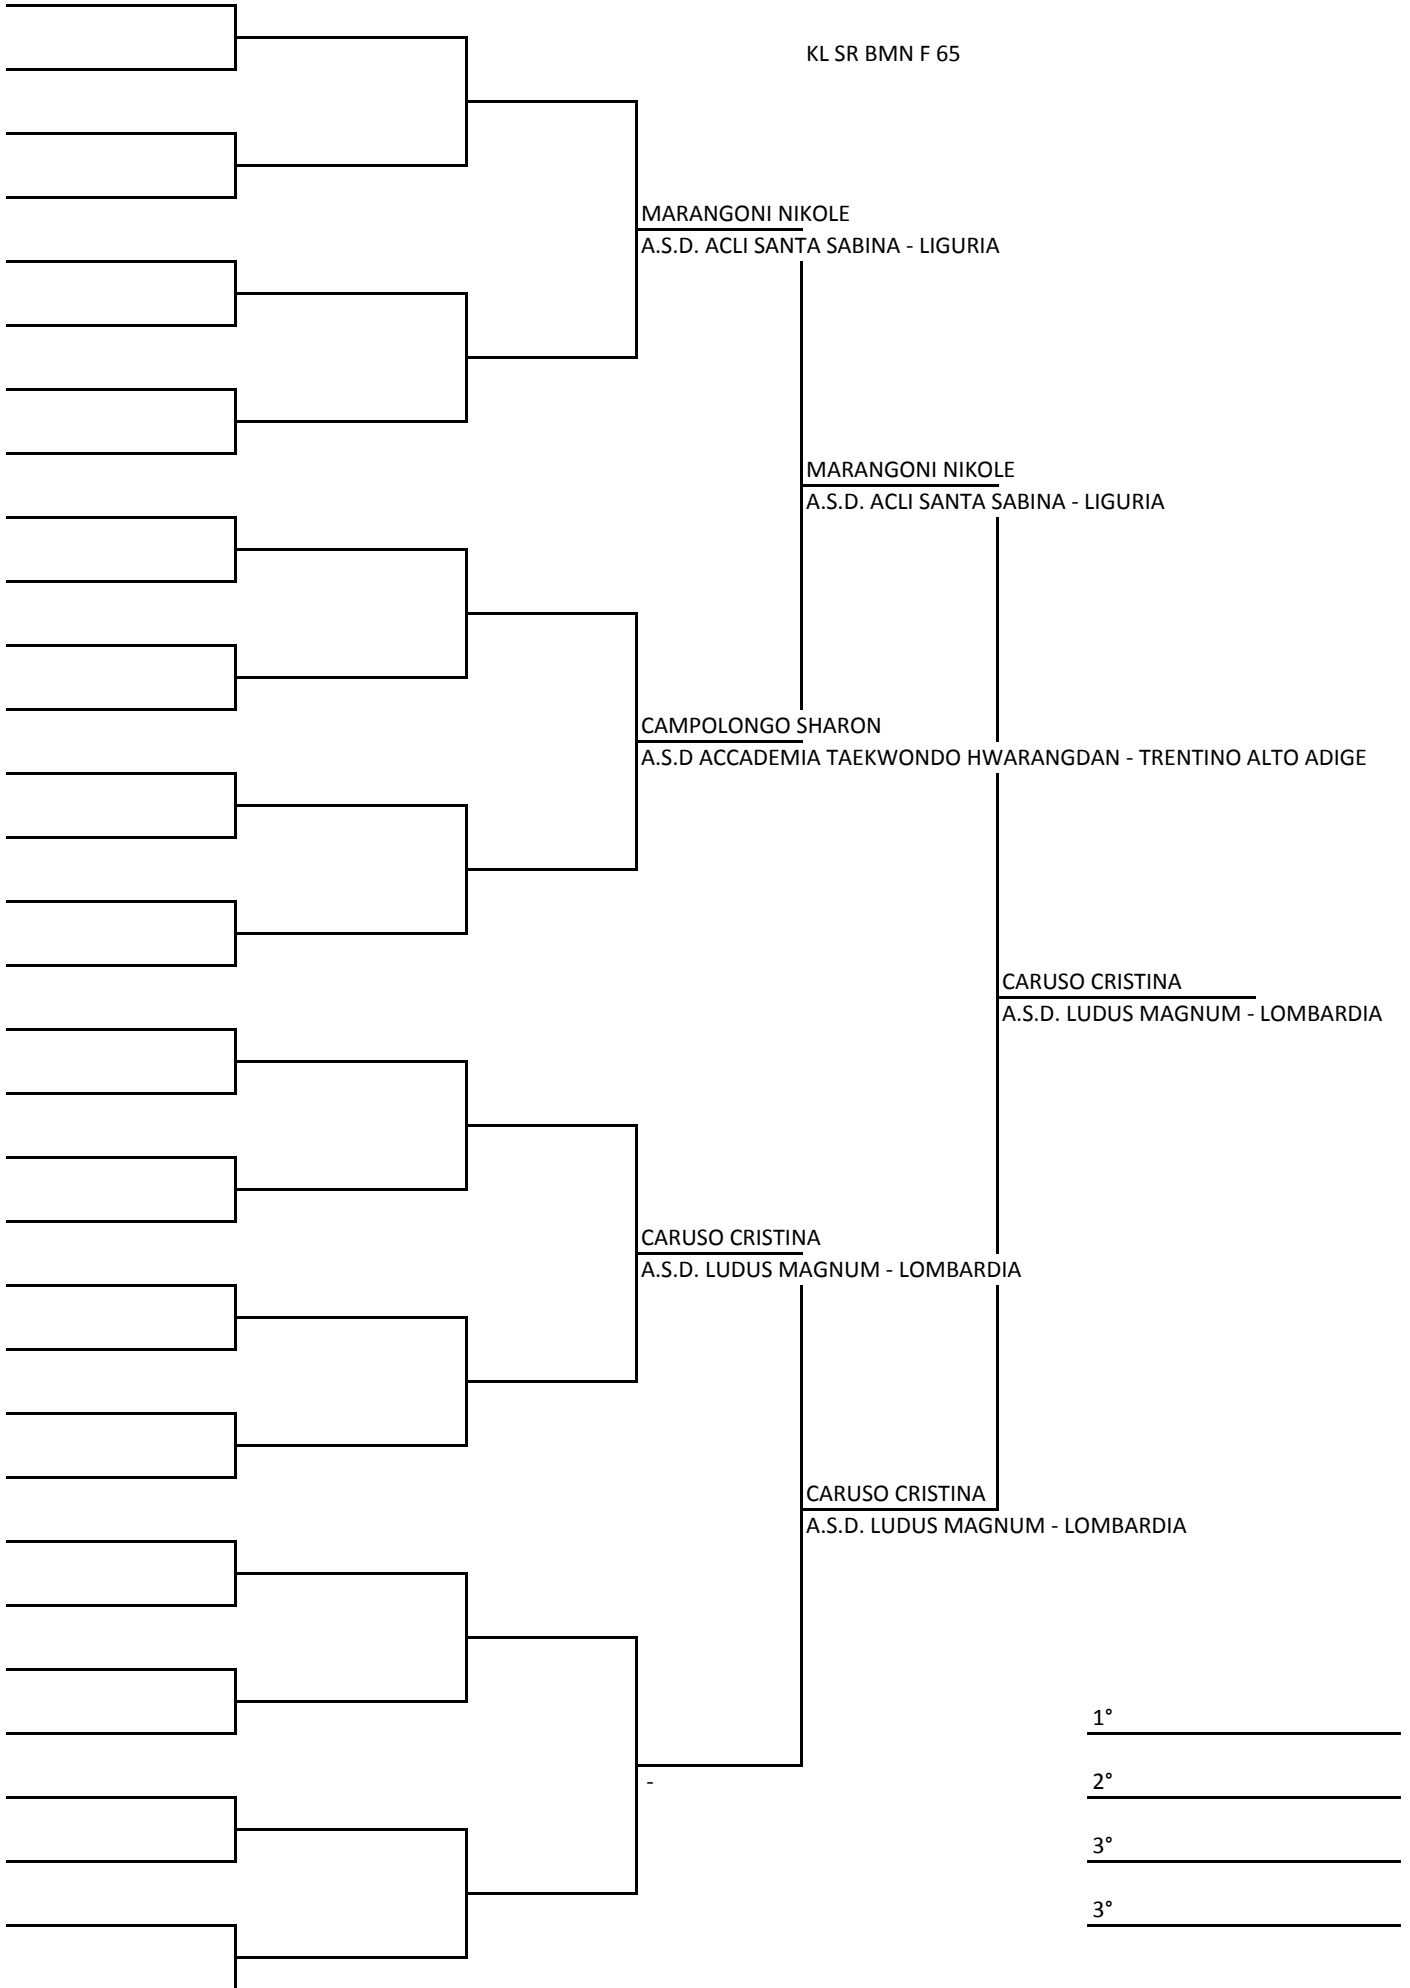 KL SR BMN F 65
MARANGONI NIKOLE
A.S.D. ACLI SANTA SABINA - LIGURIA
MARANGONI NIKOLE
A.S.D. ACLI SANTA SABINA - LIGURIA
CAMPOLONGO SHARON
A.S.D ACCADEMIA TAEKWONDO HWARANGDAN - TRENTINO ALTO ADIGE
CARUSO CRISTINA
A.S.D. LUDUS MAGNUM - LOMBARDIA
CARUSO CRISTINA
A.S.D. LUDUS MAGNUM - LOMBARDIA
CARUSO CRISTINA
A.S.D. LUDUS MAGNUM - LOMBARDIA
1°
-
2°
3°
3°